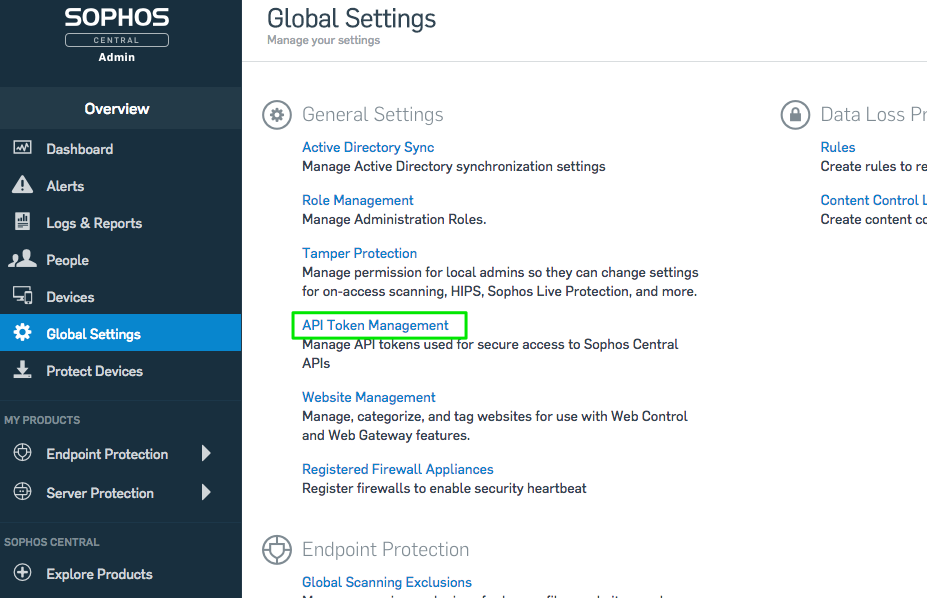 SOPHOS
CENTRAL
Admin
Overview
Dashboard
Alerts
Logs & Reports
People
Devices
Global Settings
Protect Devices
MY PRODUCTS
Endpoint Protection
Server Protection
SOPHOS CENTRAL
Explore Products
Global Settings
Manage your settings
General Settings
Active Directory Sync
Manage Active Directory synchronization settings
Role Management
Manage Administration Roles.
Tamper Protection
Manage permission for local admins so they can change settings
for on-access scanning, HIPS, Sophos Live Protection, and more.
API Token Management
Manage API tokens used for secure access to Sophos Central
APIs
Website Management
Manage, categorize, and tag websites for use with Web Control
and Web Gateway features.
Registered Firewall Appliances
Register firewalls to enable security heartbeat
Endpoint Protection
Global Scanning Exclusions
Data Loss Pr
Rules
Create rules to re
Content Control L
Create content co